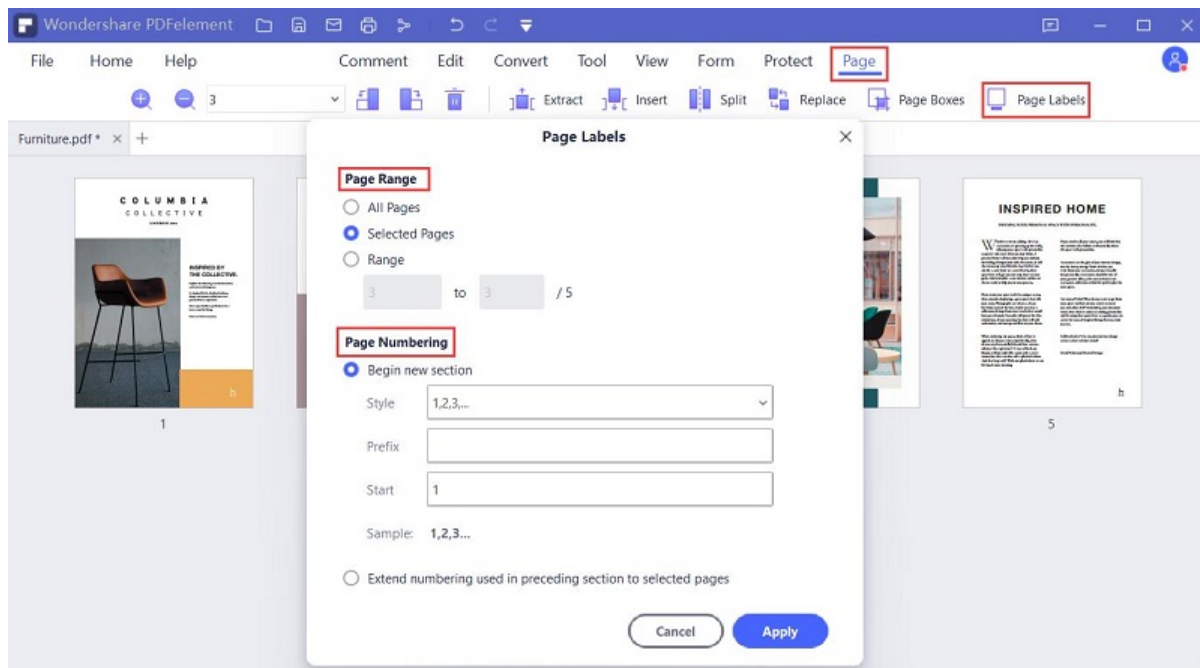 Wondershare PDFelement
File Home Help Comment Edit Convert Tool View Form Protect Page
3 Extract Insert Split Replace Page Boxes Page Labels
Furniture.pdf * × +
Page Labels
Page Range
All Pages
Selected Pages
Range
3 to 3 / 5
Page Numbering
Begin new section
Style 1,2,3,...
Prefix
Start 1
Sample: 1,2,3...
Extend numbering used in preceding section to selected pages
Cancel Apply
COLUMBIA
COLLECTIVE
INSPIRED BY
THE COLLECTIVE.
h
1
INSPIRED HOME
h
5